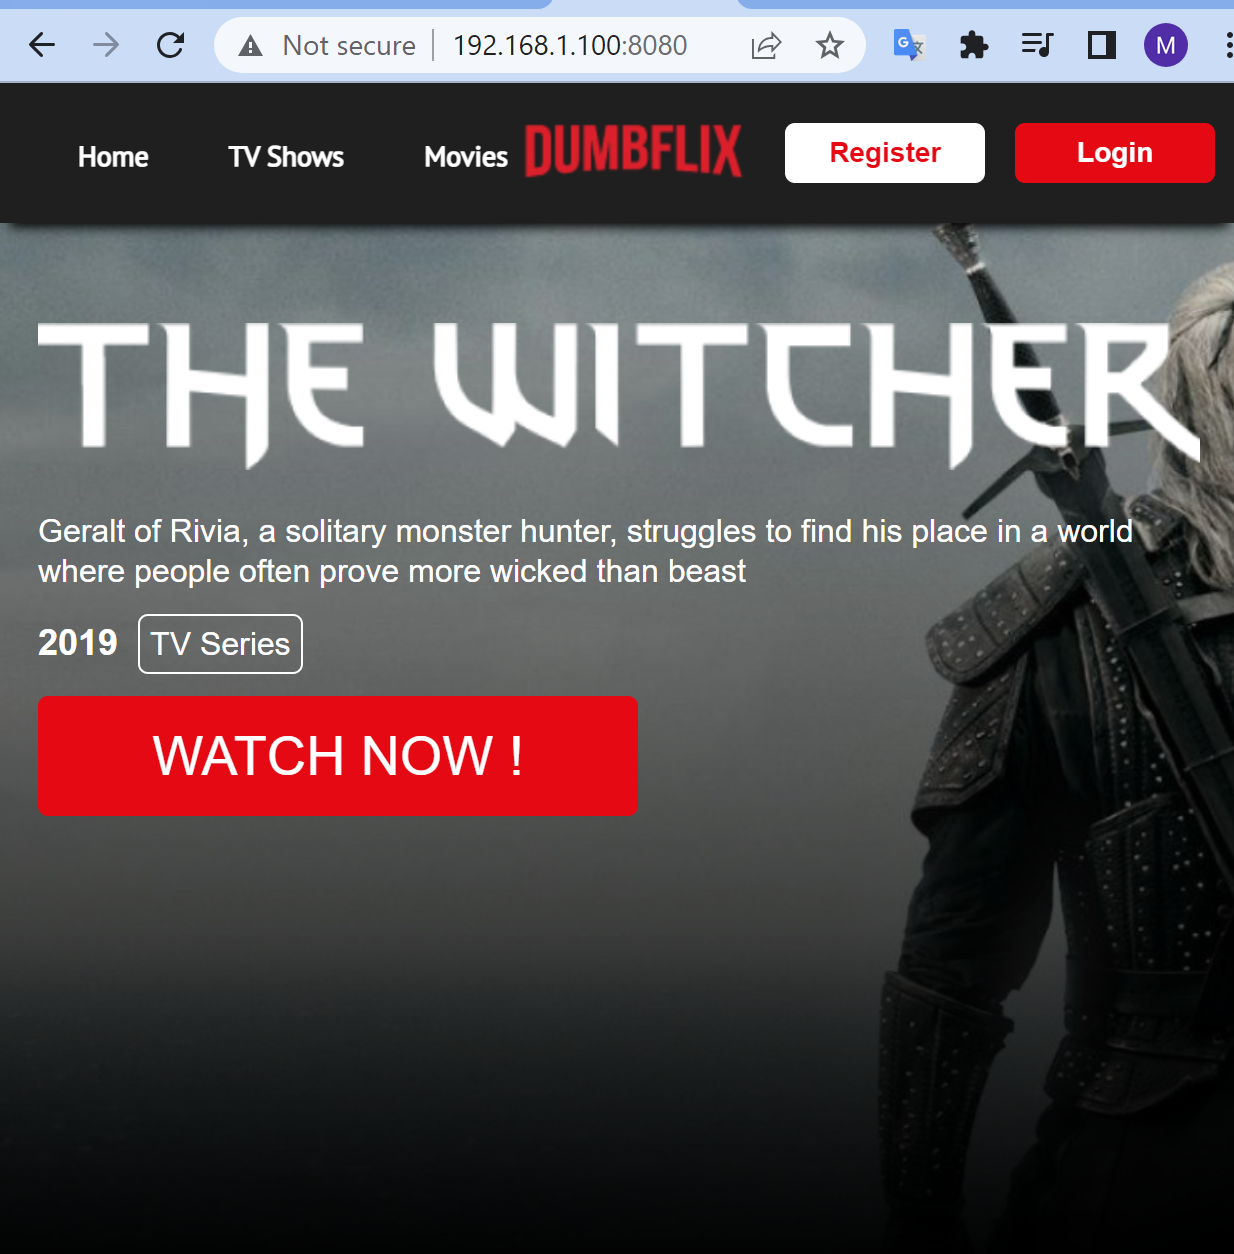 Not secure
192.168.1.100:8080
M
Home
TV Shows
Movies
DUMBFLIX
Register
Login
THE WITCHER
Geralt of Rivia, a solitary monster hunter, struggles to find his place in a world
where people often prove more wicked than beast
2019
TV Series
WATCH NOW !